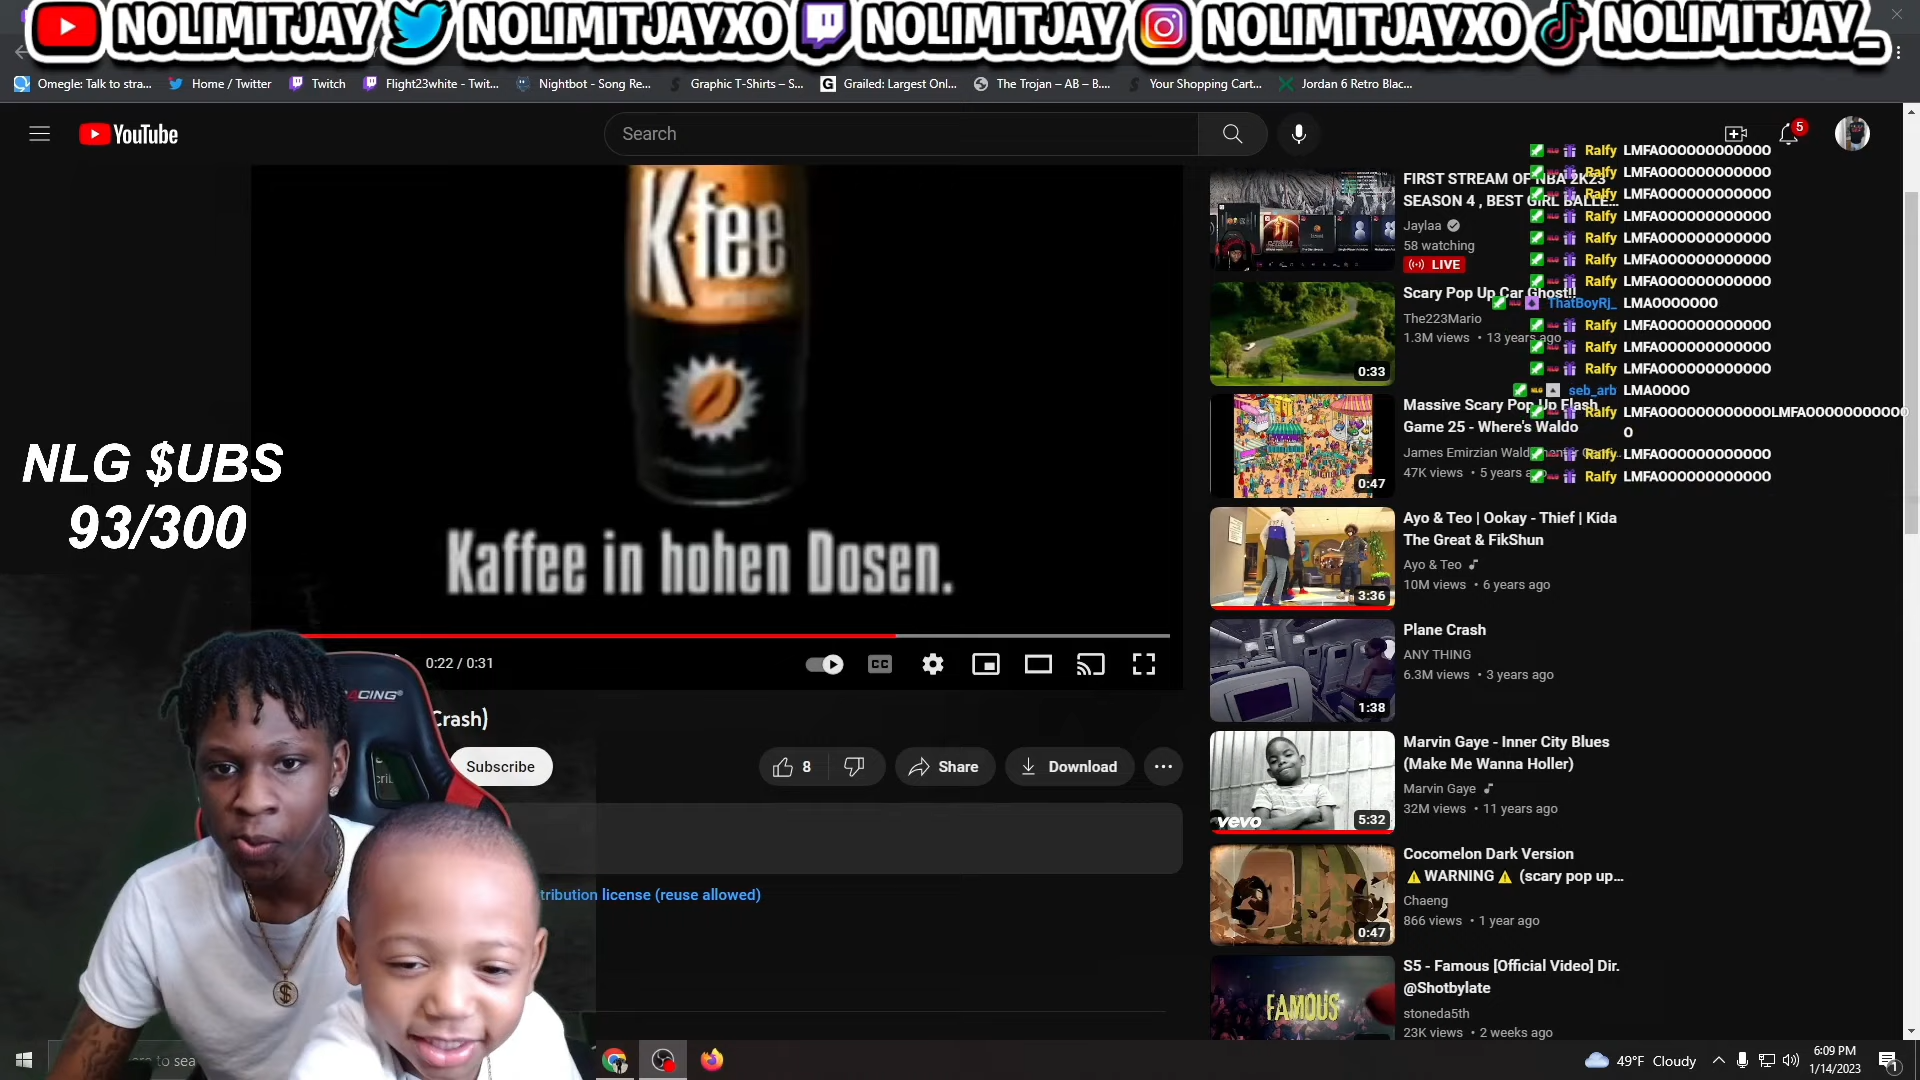 NOLIMITJAY NOLIMITJAYXO NOLIMITJAY NOLIMITJAYXO NOLIMITJAY_
Omegle: Talk to stra... Home / Twitter Twitch Flight23white - Twit... Nightbot - Song Re... Graphic T-Shirts – S... Grailed: Largest Onl... The Trojan – AB – B.... Your Shopping Cart... Jordan 6 Retro Blac...
YouTube
Search
5
K-fee
Kaffee in hohen Dosen.
NLG $UBS
93/300
0:22 / 0:31
RACING®
Crash)
Subscribe
8
Share
Download
tribution license (reuse allowed)
FIRST STREAM OF NBA 2K23
SEASON 4 , BEST GIRL BALLE...
Jaylaa
58 watching
LIVE
Scary Pop Up Car Ghost!!
The223Mario
1.3M views • 13 years ago
0:33
Massive Scary Pop Up Flash
Game 25 - Where's Waldo
James Emirzian Wald
47K views • 5 years
0:47
Ayo & Teo | Ookay - Thief | Kida
The Great & FikShun
Ayo & Teo
10M views • 6 years ago
3:36
Plane Crash
ANY THING
6.3M views • 3 years ago
1:38
Marvin Gaye - Inner City Blues
(Make Me Wanna Holler)
Marvin Gaye
32M views • 11 years ago
vevo
5:32
Cocomelon Dark Version
⚠WARNING⚠ (scary pop up...
Chaeng
866 views • 1 year ago
0:47
S5 - Famous [Official Video] Dir.
@Shotbylate
stoneda5th
23K views • 2 weeks ago
FAMOUS
Ralfy LMFAOOOOOOOOOOOO
Ralfy LMFAOOOOOOOOOOOO
Ralfy LMFAOOOOOOOOOOOO
Ralfy LMFAOOOOOOOOOOOO
Ralfy LMFAOOOOOOOOOOOO
Ralfy LMFAOOOOOOOOOOOO
Ralfy LMFAOOOOOOOOOOOO
ThatBoyRj_ LMAOOOOOOO
Ralfy LMFAOOOOOOOOOOOO
Ralfy LMFAOOOOOOOOOOOO
Ralfy LMFAOOOOOOOOOOOO
seb_arb LMAOOOO
Ralfy LMFAOOOOOOOOOOOOLMFAOOOOOOOOOOO
O
Ralfy LMFAOOOOOOOOOOOO
Ralfy LMFAOOOOOOOOOOOO
ere to sea
49°F Cloudy
6:09 PM
1/14/2023
1